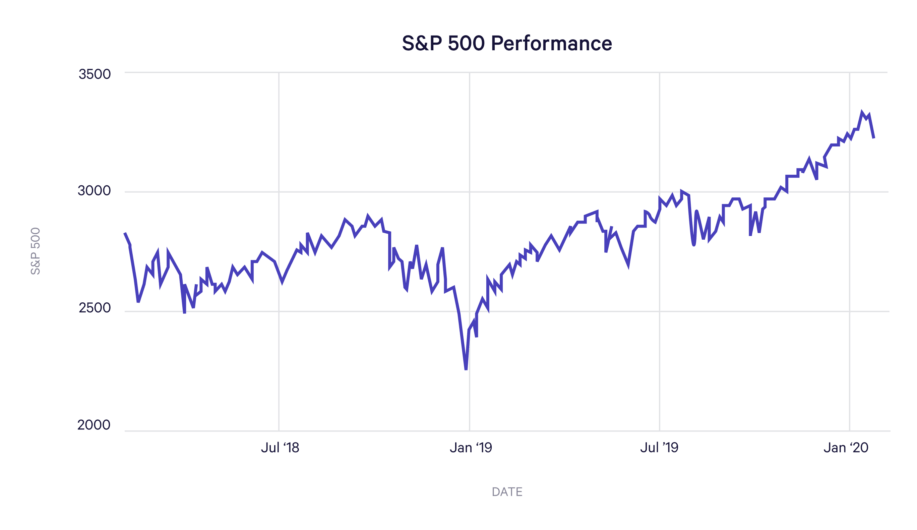 S&P 500 Performance
3500
3000
2500
2000
S&P 500
Jul ‘18
Jan ‘19
Jul ’19
Jan ‘20
DATE